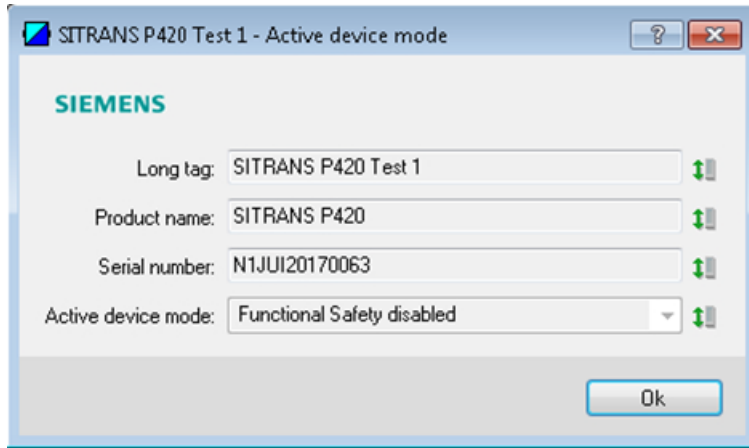 SITRANS P420 Test 1 - Active device mode
SIEMENS
Long tag: SITRANS P420 Test 1
Product name: SITRANS P420
Serial number: N1JUI20170063
Active device mode: Functional Safety disabled
Ok